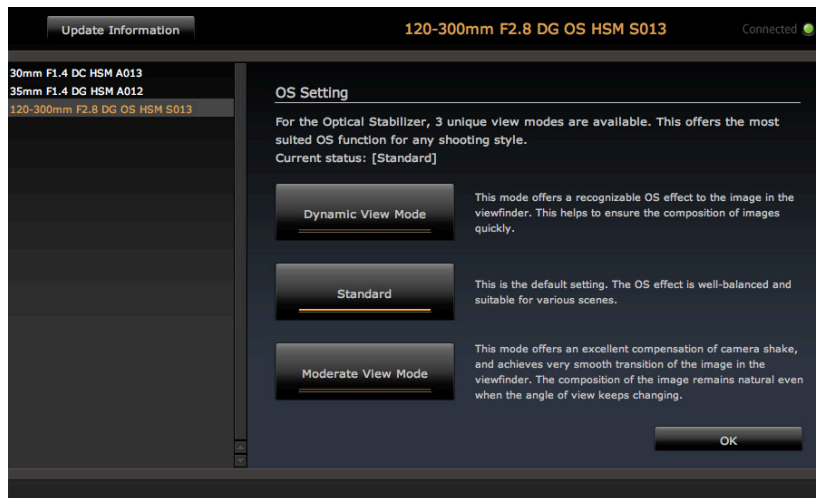 Update Information
120-300mm F2.8 DG OS HSM S013
Connected
30mm F1.4 DC HSM A013
35mm F1.4 DG HSM A012
120-300mm F2.8 DG OS HSM S013
OS Setting
For the Optical Stabilizer, 3 unique view modes are available. This offers the most
suited OS function for any shooting style.
Current status: [Standard]
Dynamic View Mode
This mode offers a recognizable OS effect to the image in the
viewfinder. This helps to ensure the composition of images
quickly.
Standard
This is the default setting. The OS effect is well-balanced and
suitable for various scenes.
Moderate View Mode
This mode offers an excellent compensation of camera shake,
and achieves very smooth transition of the image in the
viewfinder. The composition of the image remains natural even
when the angle of view keeps changing.
OK